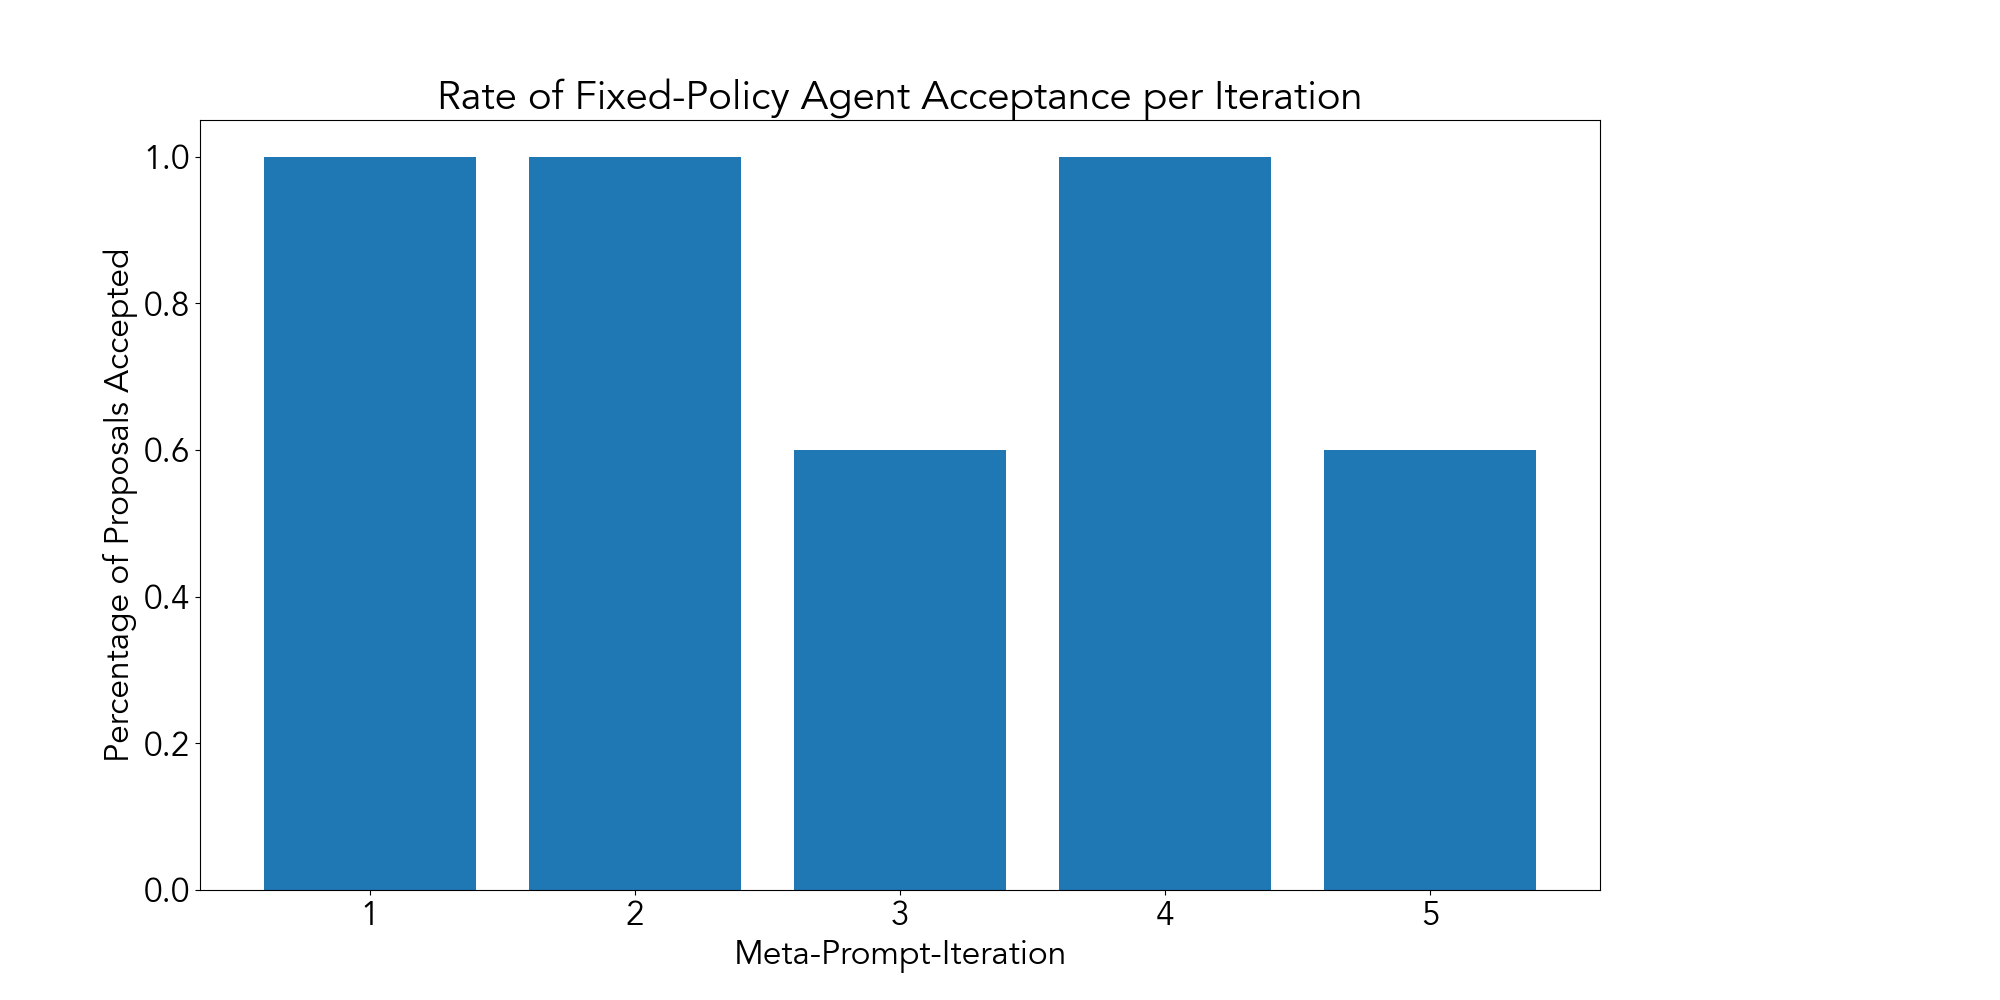 Rate of Fixed-Policy Agent Acceptance per Iteration
Percentage of Proposals Accepted
1.0
0.8
0.6
0.4
0.2
0.0
1 2 3 4 5
Meta-Prompt-Iteration